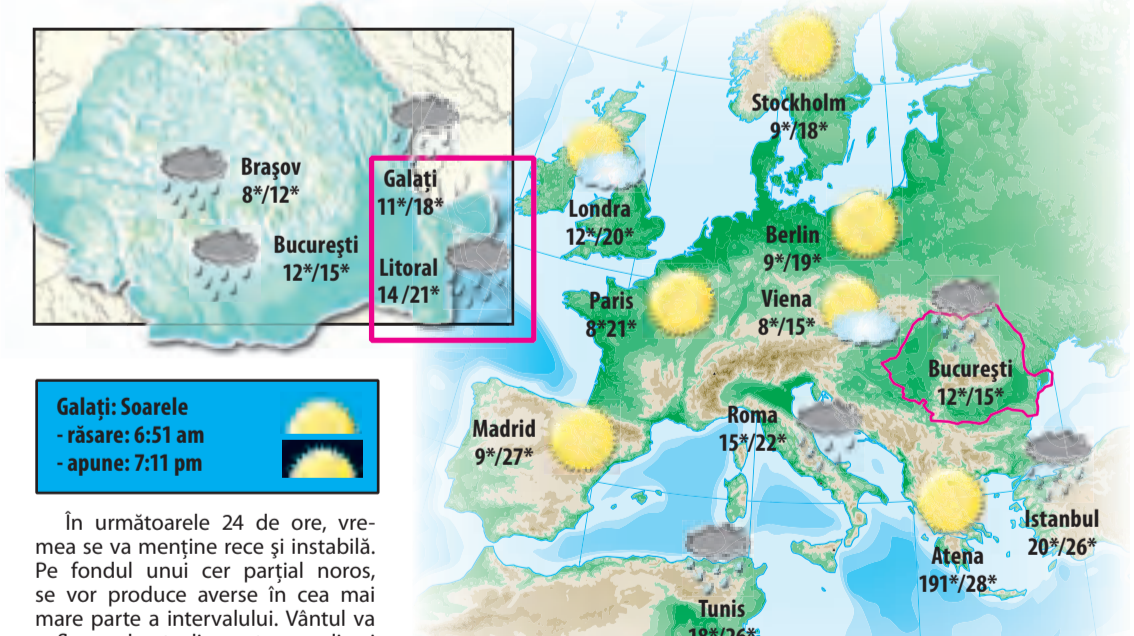 Braşov
8*/12*
Bucureşti
12*/15*
Galaţi
11*/18*
Litoral
14/21*
Stockholm
9*/18*
Londra
12*/20*
Berlin
9*/19*
Paris
8*21*
Viena
8*/15*
Bucureşti
12*/15*
Madrid
9*/27*
Roma
15*/22*
Istanbul
20*/26*
Atena
191*/28*
Tunis
18*/26*
Galaţi: Soarele
- răsare: 6:51 am
- apune: 7:11 pm
În următoarele 24 de ore, vre-
mea se va menţine rece şi instabilă.
Pe fondul unui cer parţial noros,
se vor produce averse în cea mai
mare parte a intervalului. Vântul va